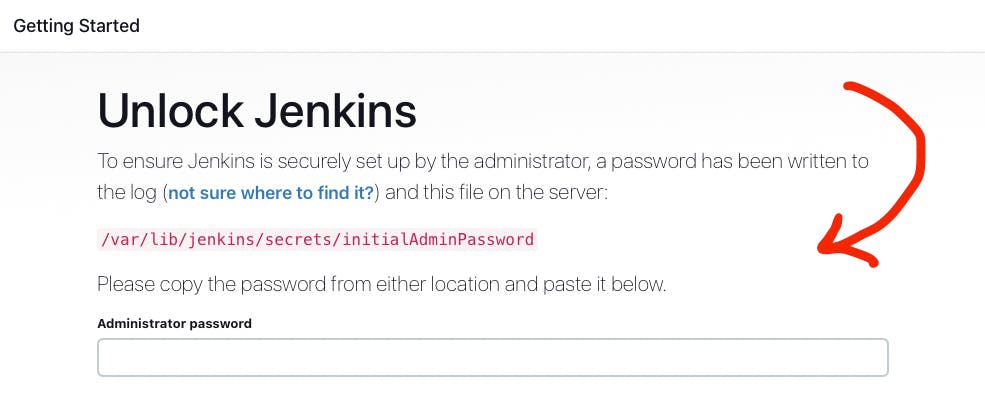 Getting Started
Unlock Jenkins
To ensure Jenkins is securely set up by the administrator, a password has been written to
the log (not sure where to find it?) and this file on the server:
/var/lib/jenkins/secrets/initialAdminPassword
Please copy the password from either location and paste it below.
Administrator password